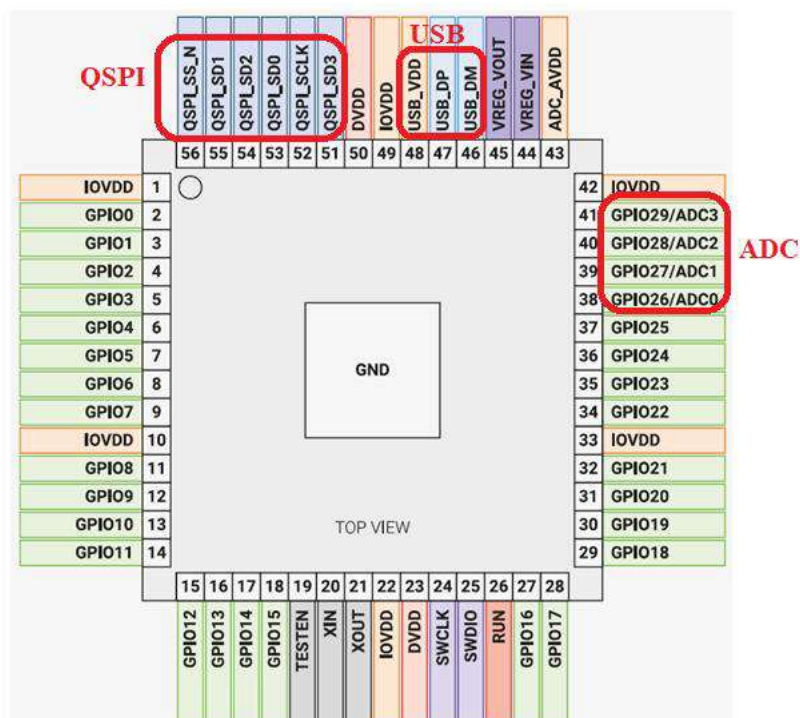 USB
QSPI
QSPI_SS_N
QSPI_SD1
QSPI_SD2
QSPI_SD0
QSPI_SCLK
QSPI_SD3
DVDD
IOVDD
USB_VDD
USB_DP
USB_DM
VREG_VOUT
VREG_VIN
ADC_AVDD
56 55 54 53 52 51 50 49 48 47 46 45 44 43
IOVDD 1
GPIO0 2
GPIO1 3
GPIO2 4
GPIO3 5
GPIO4 6
GPIO5 7
GPIO6 8
GPIO7 9
IOVDD 10
GPIO8 11
GPIO9 12
GPIO10 13
GPIO11 14
GND
TOP VIEW
42 IOVDD
41 GPIO29/ADC3
40 GPIO28/ADC2
39 GPIO27/ADC1
38 GPIO26/ADC0
ADC
37 GPIO25
36 GPIO24
35 GPIO23
34 GPIO22
33 IOVDD
32 GPIO21
31 GPIO20
30 GPIO19
29 GPIO18
15 16 17 18 19 20 21 22 23 24 25 26 27 28
GPIO12
GPIO13
GPIO14
GPIO15
TESTEN
XIN
XOUT
IOVDD
DVDD
SWCLK
SWDIO
RUN
GPIO16
GPIO17